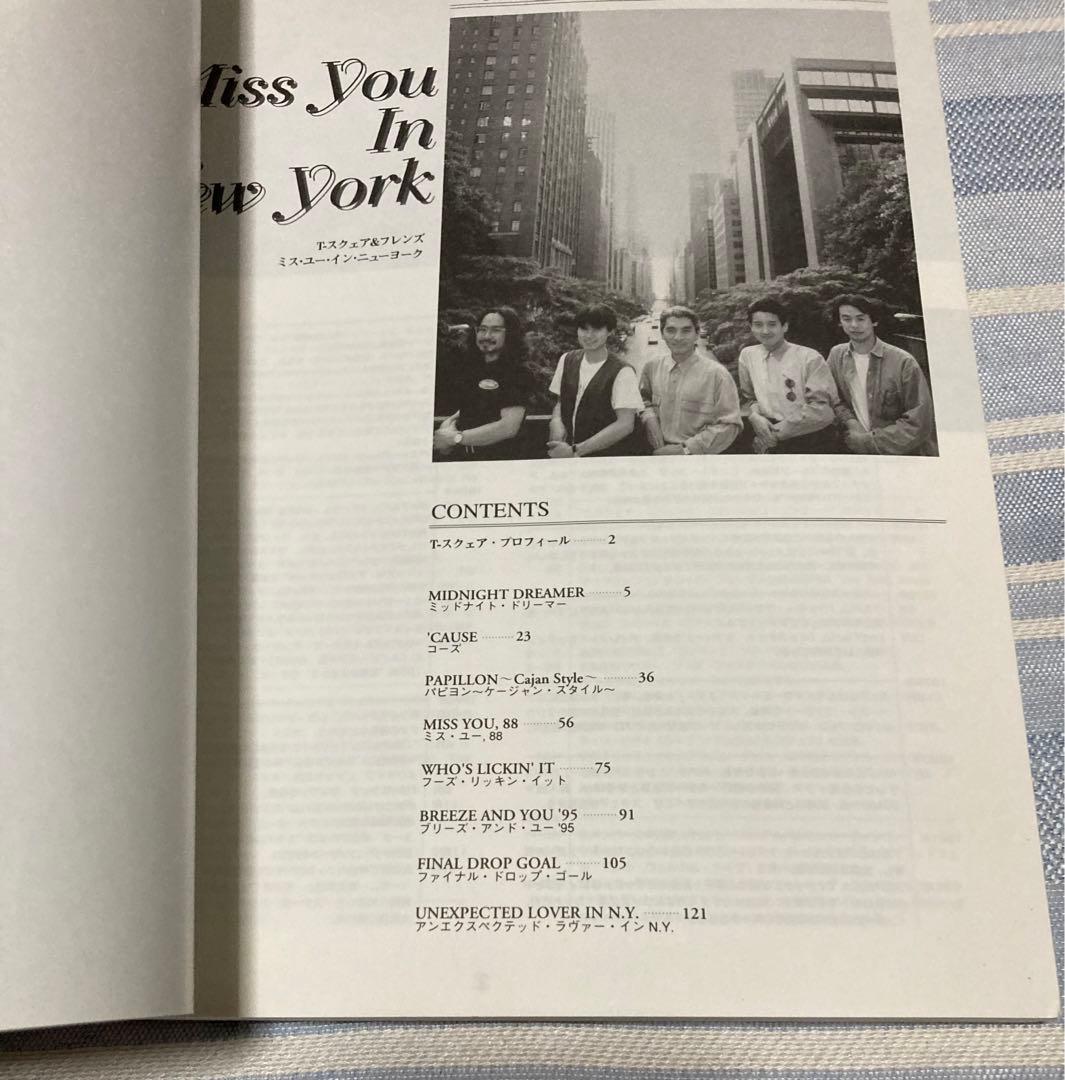 Miss You
In
New York
T-スクェア&フレンズ
ミス・ユー・イン・ニューヨーク
CONTENTS
T-スクェア・プロフィール ·········· 2
MIDNIGHT DREAMER ·········· 5
ミッドナイト・ドリーマー
'CAUSE ·········· 23
コーズ
PAPILLON～Cajan Style～ ·········· 36
パピヨン～ケージャン・スタイル～
MISS YOU, 88 ·········· 56
ミス・ユー, 88
WHO'S LICKIN' IT ·········· 75
フーズ・リッキン・イット
BREEZE AND YOU '95 ·········· 91
ブリーズ・アンド・ユー '95
FINAL DROP GOAL ·········· 105
ファイナル・ドロップ・ゴール
UNEXPECTED LOVER IN N.Y. ·········· 121
アンエクスペクテッド・ラヴァー・イン N.Y.